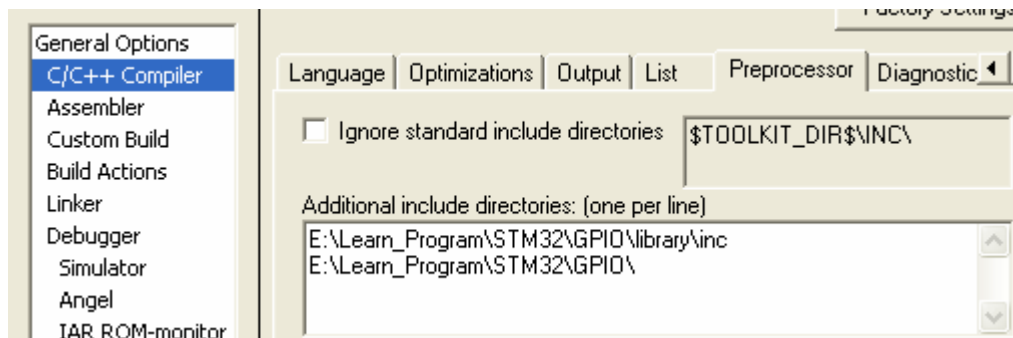 Factory Settings
General Options
C/C++ Compiler
Assembler
Custom Build
Build Actions
Linker
Debugger
Simulator
Angel
IAR ROM-monitor
Language Optimizations Output List Preprocessor Diagnostic
Ignore standard include directories
$TOOLKIT_DIR$\INC\
Additional include directories: (one per line)
E:\Learn_Program\STM32\GPIO\library\inc
E:\Learn_Program\STM32\GPIO\